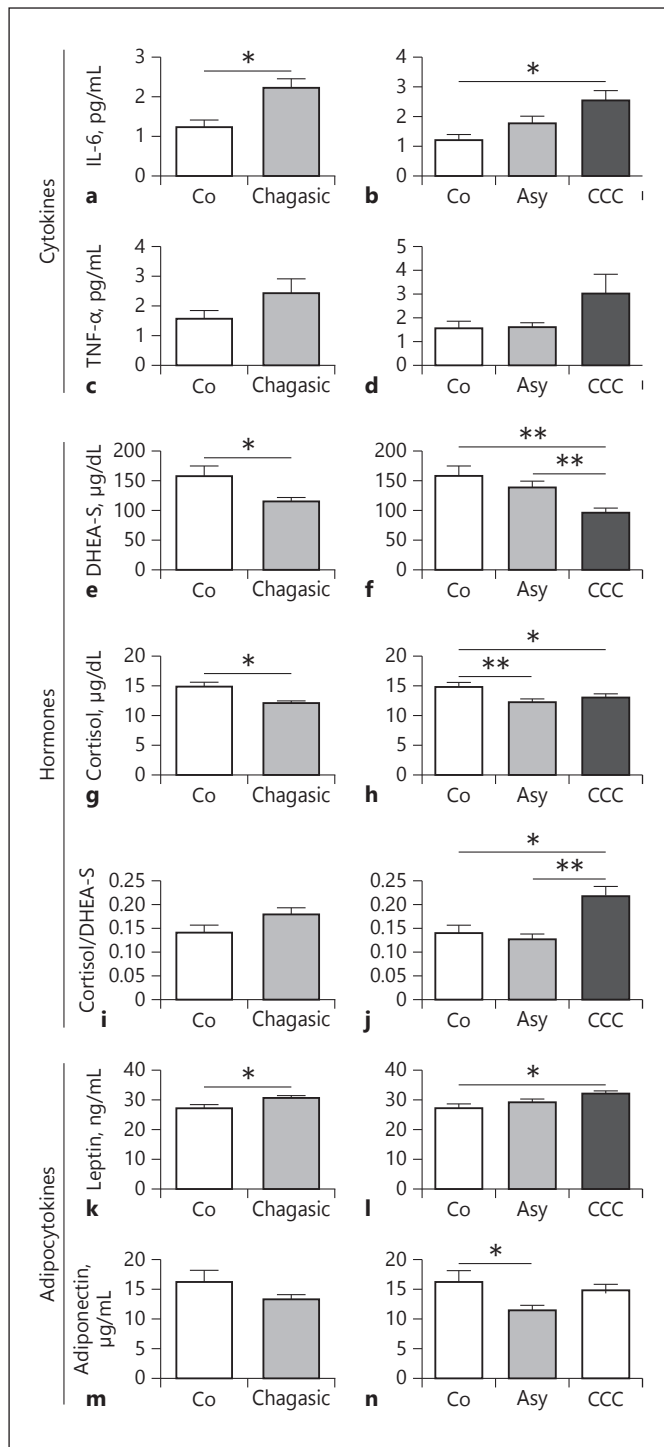 Cytokines
IL-6, pg/mL
3
2
1
0
*
Co Chagasic
a
3
2
1
0
*
Co Asy CCC
b
TNF-α, pg/mL
4
3
2
1
0
Co Chagasic
c
5
4
3
2
1
0
Co Asy CCC
d
Hormones
DHEA-S, µg/dL
200
150
100
50
0
*
Co Chagasic
e
200
150
100
50
0
**
**
Co Asy CCC
f
Cortisol, µg/dL
20
15
10
5
0
*
Co Chagasic
g
20
15
10
5
0
*
**
Co Asy CCC
h
Cortisol/DHEA-S
0.25
0.20
0.15
0.10
0.05
0
Co Chagasic
i
0.25
0.20
0.15
0.10
0.05
0
*
**
Co Asy CCC
j
Adipocytokines
Leptin, ng/mL
40
30
20
10
0
*
Co Chagasic
k
40
30
20
10
0
*
Co Asy CCC
l
Adiponectin,
µg/mL
20
15
10
5
0
Co Chagasic
m
20
15
10
5
0
*
Co Asy CCC
n